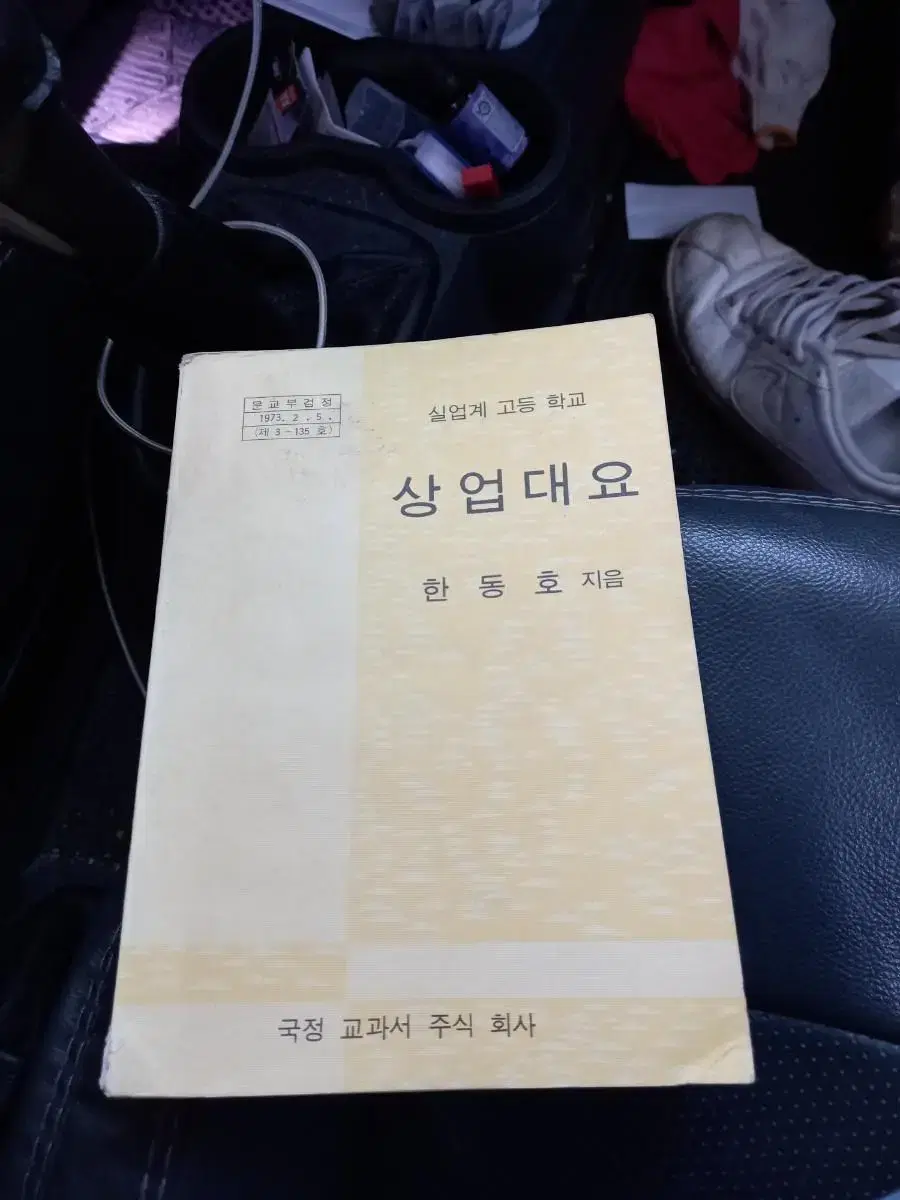 문교부검정
1973. 2 . 5 .
(제 3-135 호)
실업계 고등 학교
상업대요
한 동 호 지음
국정 교과서 주식 회사